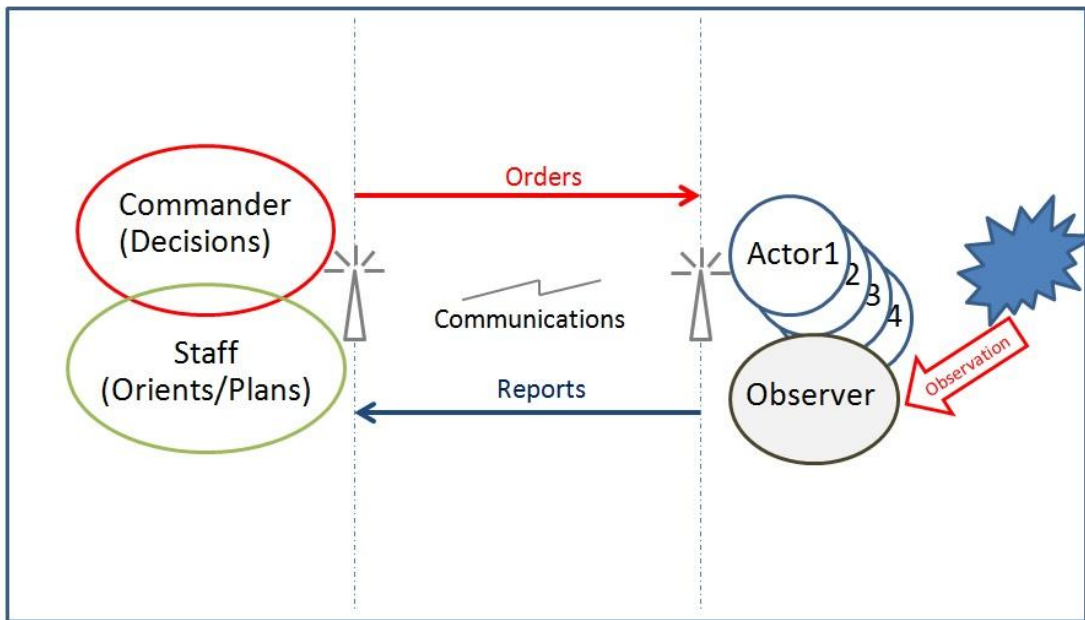 Commander
(Decisions)
Staff
(Orients/Plans)
Orders
Communications
Reports
Actor1
2
3
4
Observer
Observation